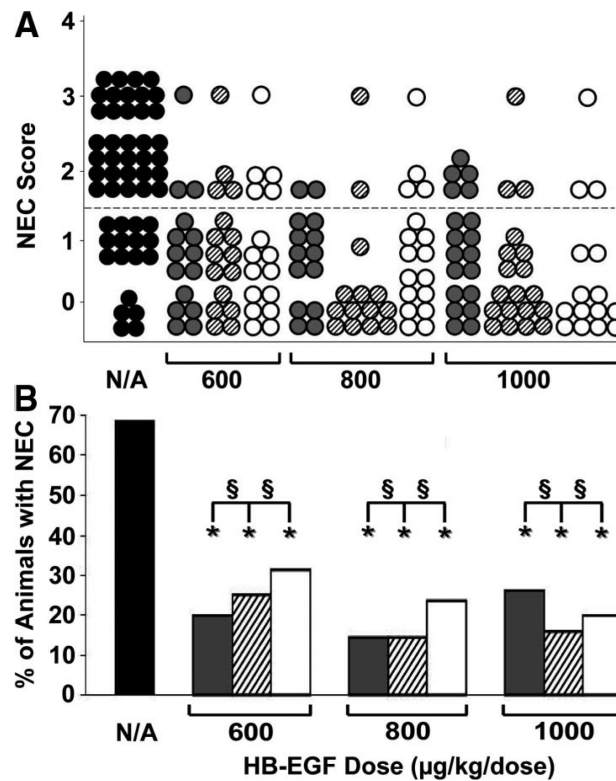 A
NEC Score
4
3
2
1
0
N/A
600
800
1000
B
% of Animals with NEC
70
60
50
40
30
20
10
0
§ § § § § §
* * * * * * * * *
N/A
600
800
1000
HB-EGF Dose (µg/kg/dose)